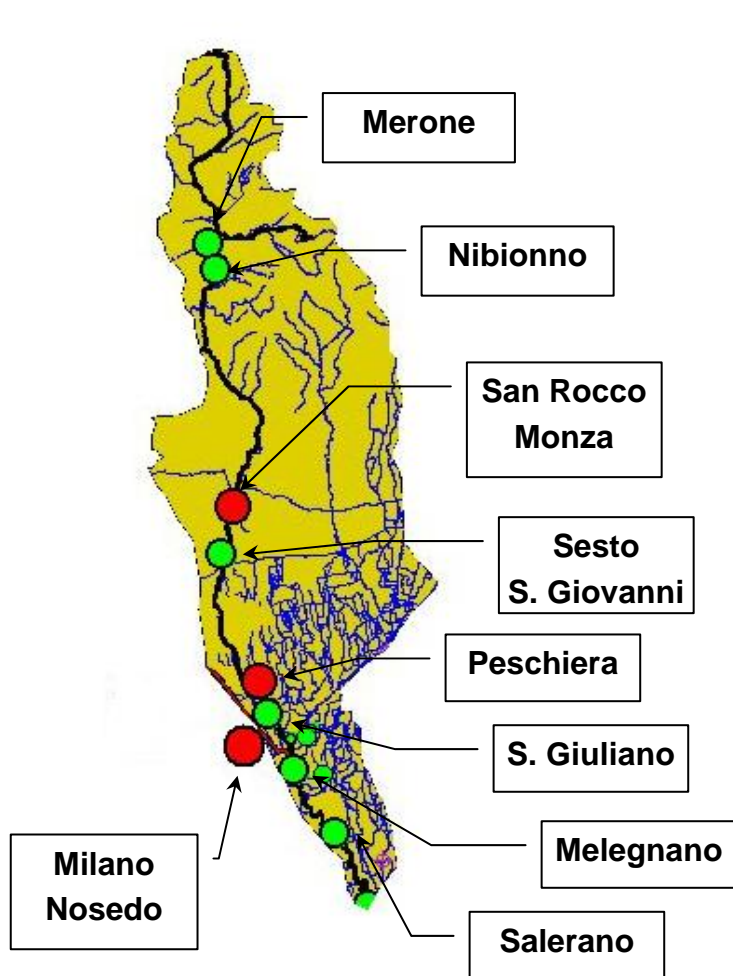 Merone
Nibionno
San Rocco
Monza
Sesto
S. Giovanni
Peschiera
S. Giuliano
Melegnano
Milano
Nosedo
Salerano